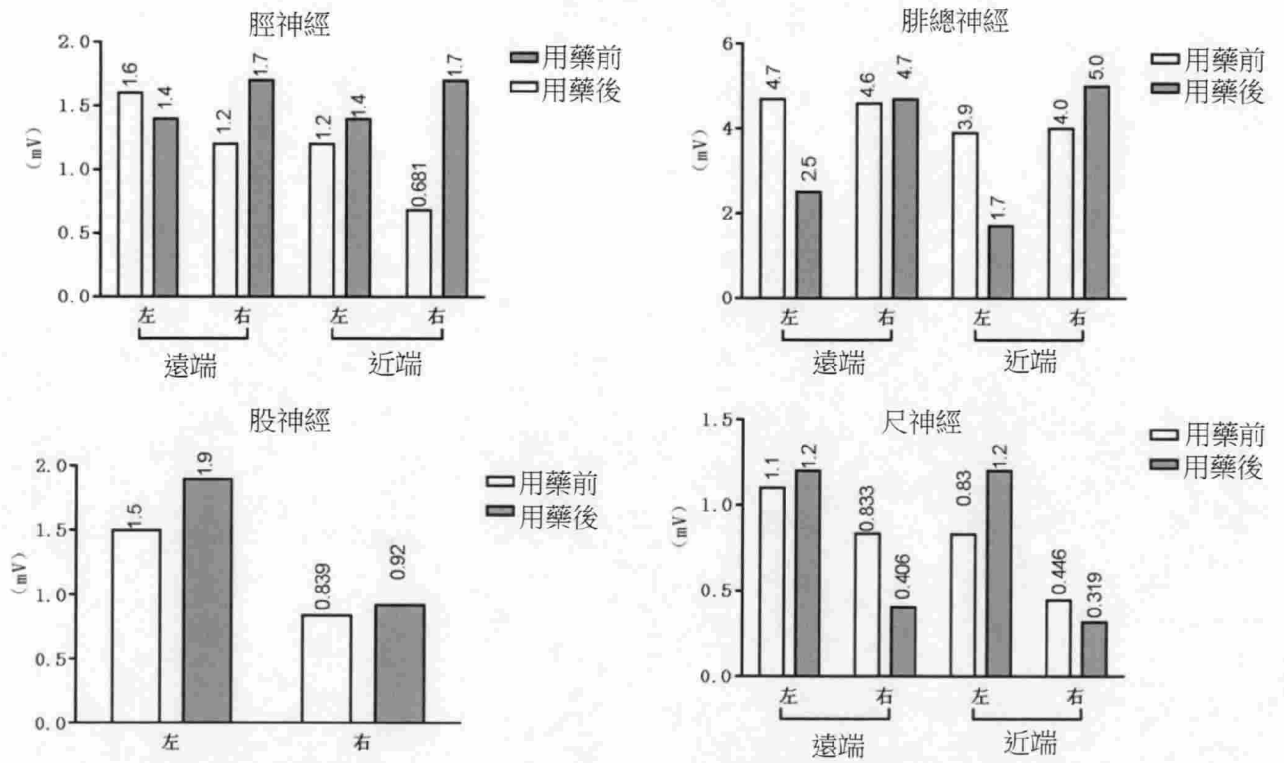 脛神經
2.0
1.5
1.0
0.5
0.0
(mV)
1.6
1.4
1.2
1.7
1.2
1.4
0.681
1.7
用藥前
用藥後
左
右
左
右
遠端
近端
腓總神經
6
4
2
0
(mV)
4.7
2.5
4.6
4.7
3.9
1.7
4.0
5.0
用藥前
用藥後
左
右
左
右
遠端
近端
股神經
2.0
1.5
1.0
0.5
0.0
(mV)
1.5
1.9
0.839
0.92
用藥前
用藥後
左
右
尺神經
1.5
1.0
0.5
0.0
(mV)
1.1
1.2
0.833
0.406
0.83
1.2
0.446
0.319
用藥前
用藥後
左
右
左
右
遠端
近端